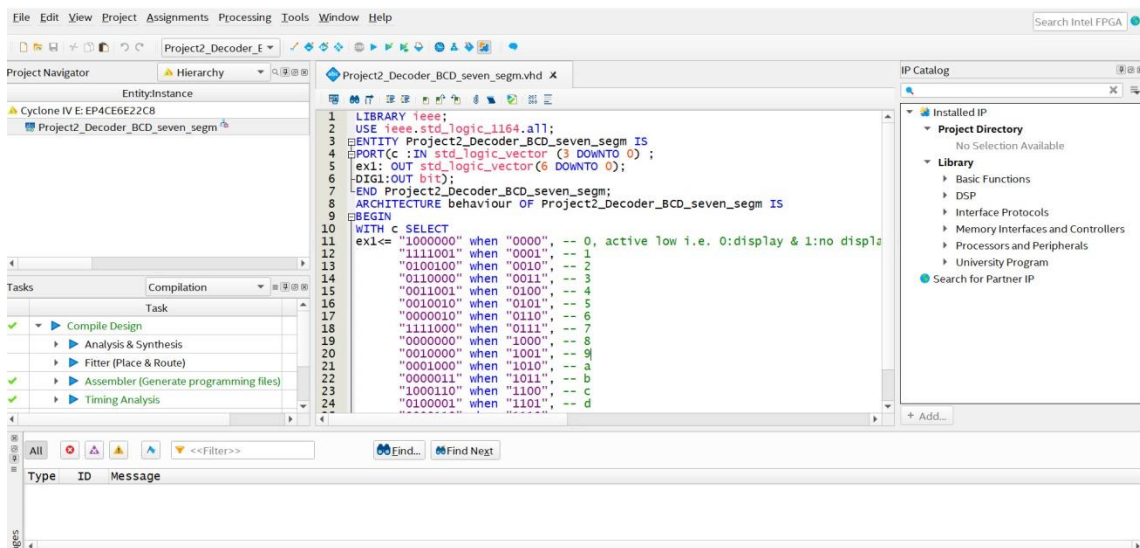 File Edit View Project Assignments Processing Tools Window Help
Search Intel FPGA
Project2_Decoder_E
Project Navigator
Hierarchy
Entity:Instance
Cyclone IV E: EP4CE6E22C8
Project2_Decoder_BCD_seven_segm
Project2_Decoder_BCD_seven_segm.vhd
1 LIBRARY ieee;
2 USE ieee.std_logic_1164.all;
3 ENTITY Project2_Decoder_BCD_seven_segm IS
4 PORT(c :IN std_logic_vector (3 DOWNTO 0) ;
5 ex1: OUT std_logic_vector(6 DOWNTO 0);
6 DIG1:OUT bit);
7 END Project2_Decoder_BCD_seven_segm;
8 ARCHITECTURE behaviour OF Project2_Decoder_BCD_seven_segm IS
9 BEGIN
10 WITH c SELECT
11 ex1<= "1000000" when "0000", -- 0, active low i.e. 0:display & 1:no displa
12 "1111001" when "0001", -- 1
13 "0100100" when "0010", -- 2
14 "0110000" when "0011", -- 3
15 "0011001" when "0100", -- 4
16 "0010010" when "0101", -- 5
17 "0000010" when "0110", -- 6
18 "1111000" when "0111", -- 7
19 "0000000" when "1000", -- 8
20 "0010000" when "1001", -- 9
21 "0001000" when "1010", -- a
22 "0000011" when "1011", -- b
23 "1000110" when "1100", -- c
24 "0100001" when "1101", -- d
Tasks
Compilation
Task
Compile Design
Analysis & Synthesis
Fitter (Place & Route)
Assembler (Generate programming files)
Timing Analysis
IP Catalog
Installed IP
Project Directory
No Selection Available
Library
Basic Functions
DSP
Interface Protocols
Memory Interfaces and Controllers
Processors and Peripherals
University Program
Search for Partner IP
+ Add...
All
<<Filter>>
Find...
Find Next
Type ID Message